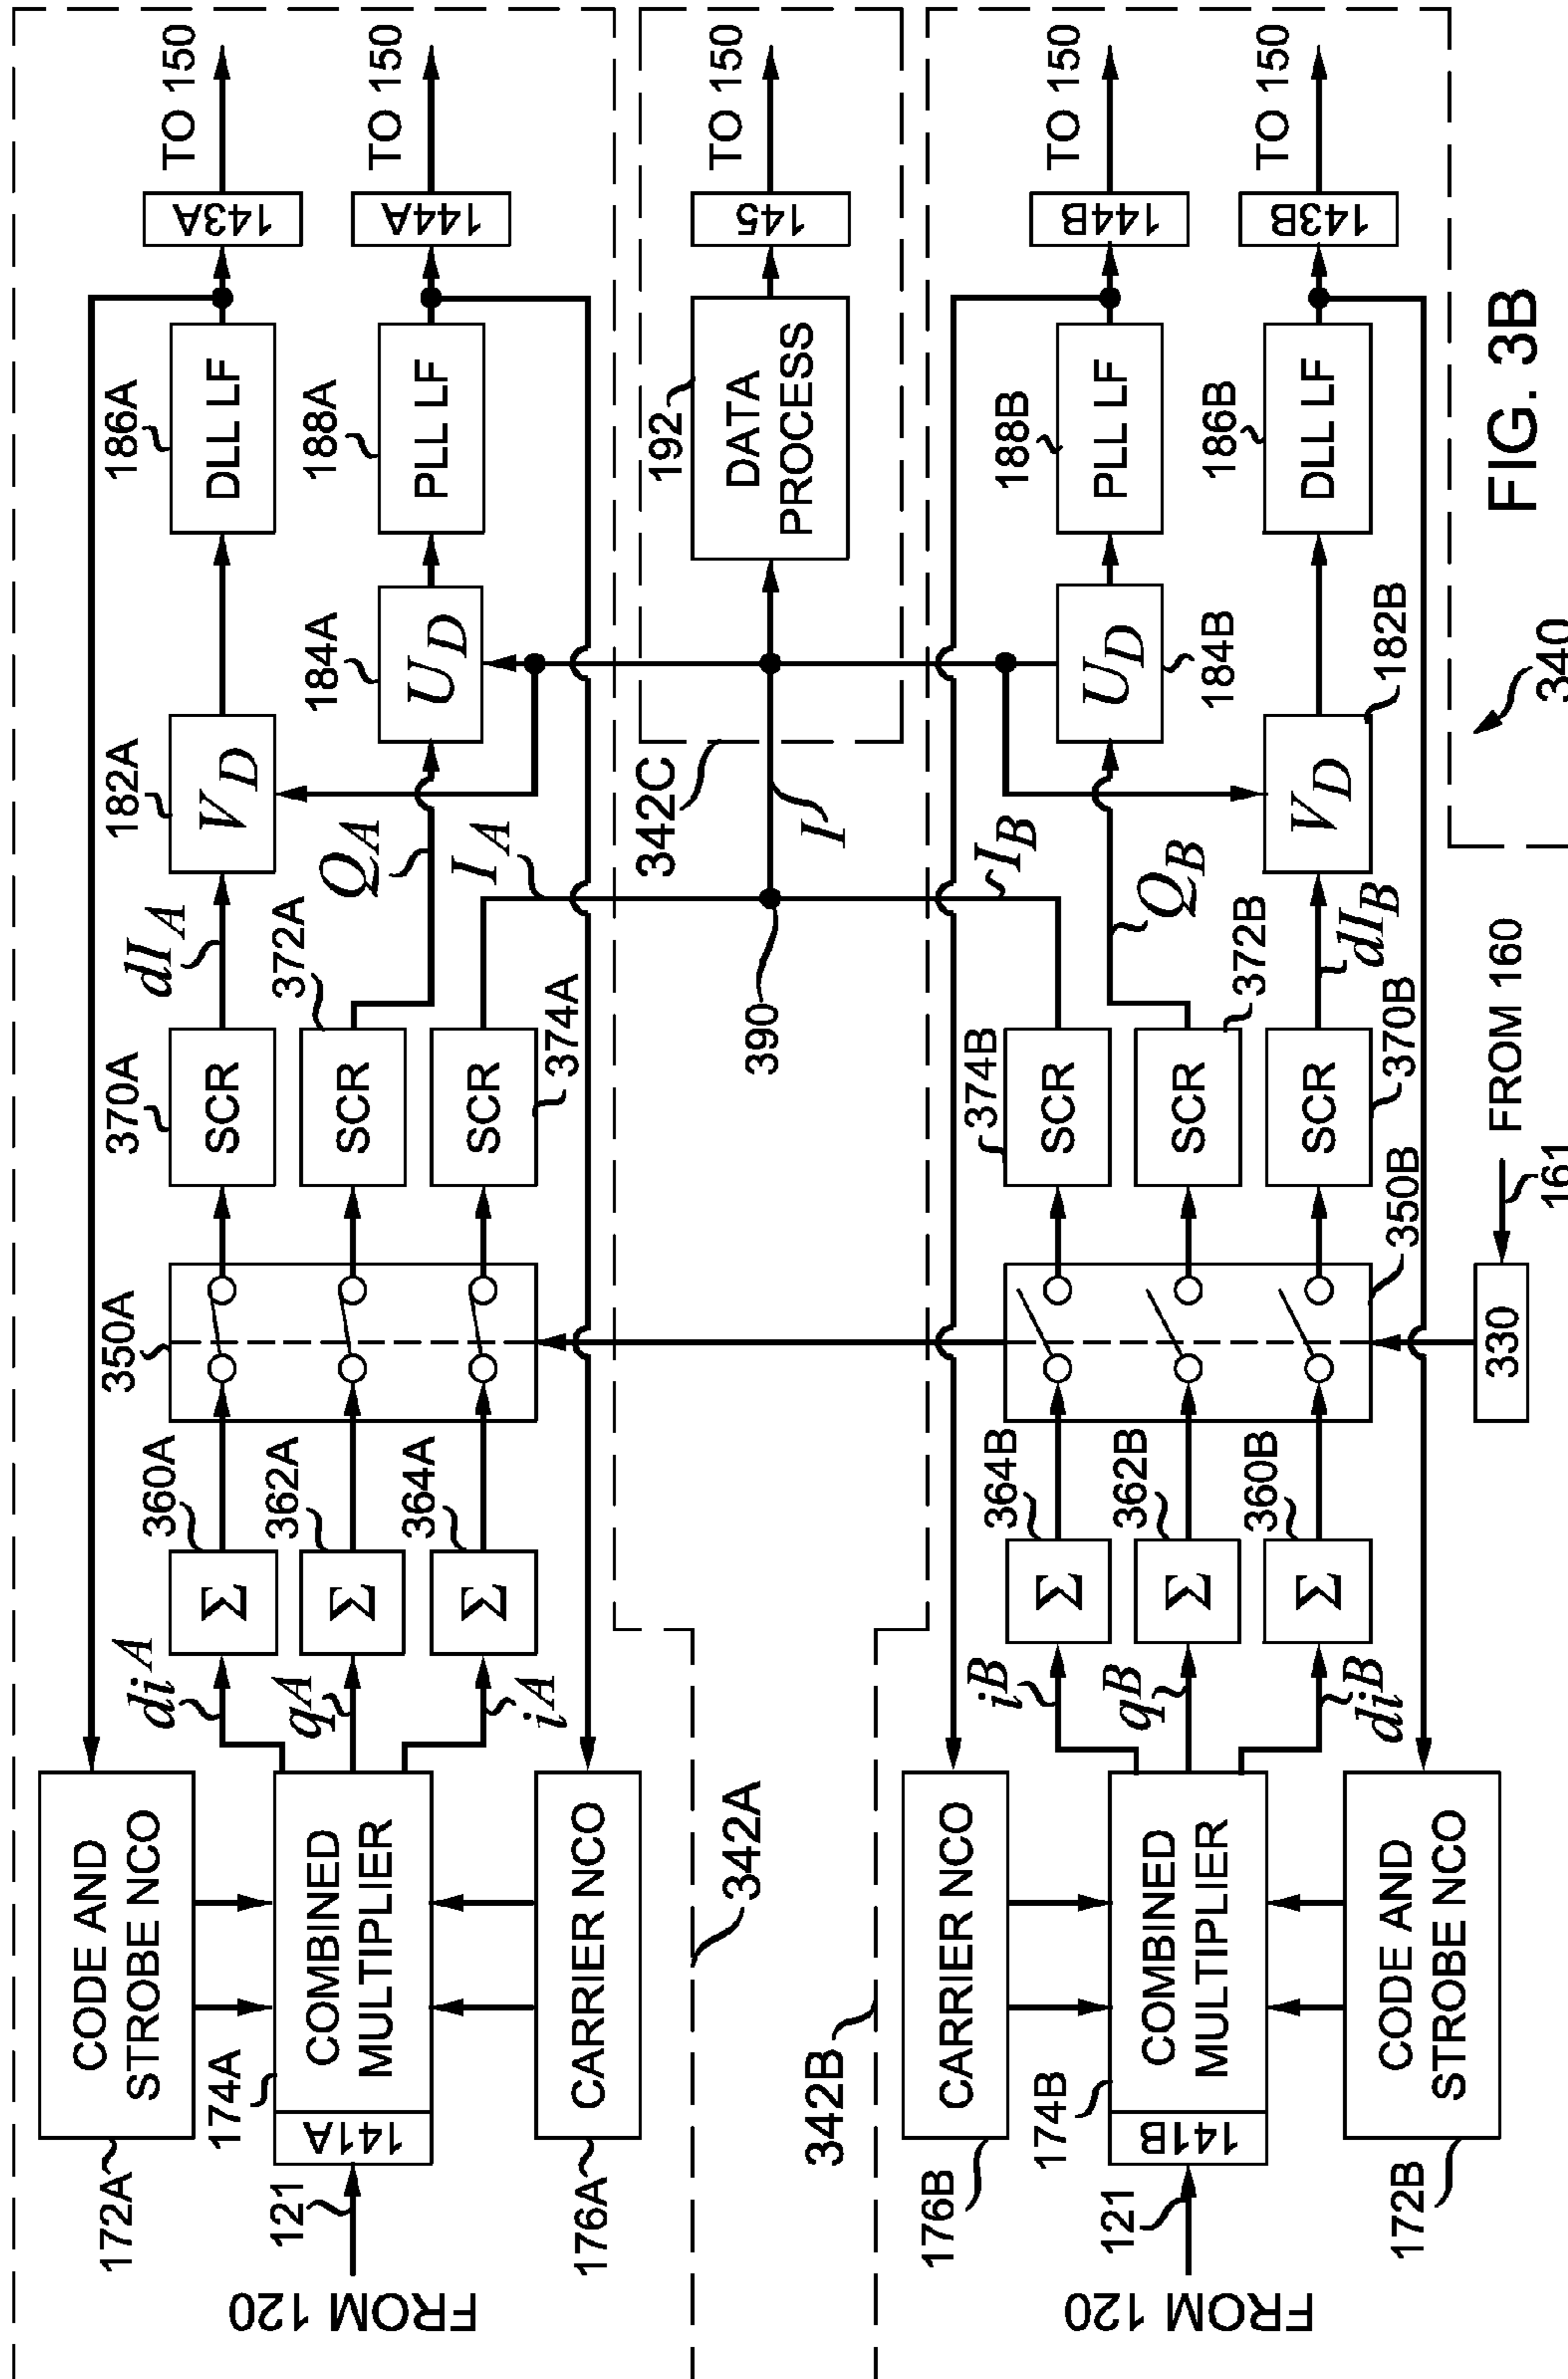 172A
CODE AND
STROBE NCO
FROM 120
121
141A
174A
COMBINED
MULTIPLIER
176A
CARRIER NCO
di^A
q^A
i^A
360A
Σ
362A
Σ
364A
Σ
350A
370A
SCR
372A
SCR
374A
SCR
dI_A
Q_A
I_A
182A
V_D
184A
U_D
186A
DLL LF
188A
PLL LF
143A
TO 150
144A
TO 150
342A
342C
390
I
192
DATA
PROCESS
145
TO 150
342B
176B
CARRIER NCO
FROM 120
121
141B
174B
COMBINED
MULTIPLIER
172B
CODE AND
STROBE NCO
i^B
q^B
di^B
364B
Σ
362B
Σ
360B
Σ
350B
374B
SCR
372B
SCR
370B
SCR
I_B
Q_B
dI_B
184B
U_D
182B
V_D
188B
PLL LF
186B
DLL LF
144B
TO 150
143B
TO 150
330
161
FROM 160
340
FIG. 3B